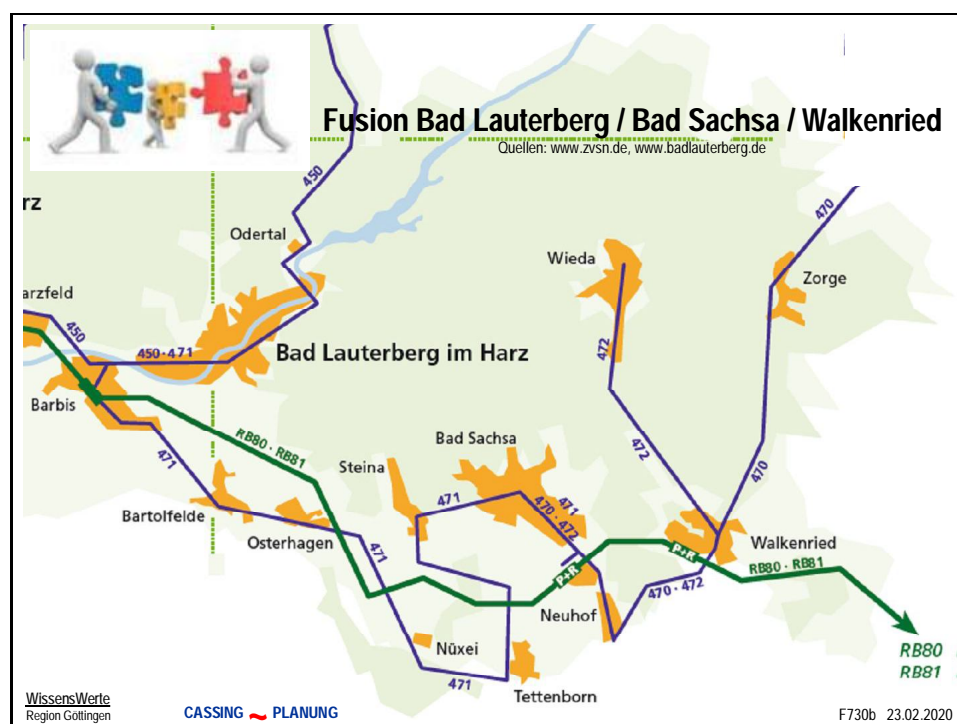 Fusion Bad Lauterberg / Bad Sachsa / Walkenried
Quellen: www.zvsn.de, www.badlauterberg.de
450
rz
470
Odertal
Wieda
Zorge
arzfeld
450
450·471
Bad Lauterberg im Harz
472
Barbis
RB80·RB81
Bad Sachsa
472
470
Steina
471
471
471
470·472
Bartolfelde
Osterhagen
471
P+R
P+R
Walkenried
RB80·RB81
470·472
Neuhof
Nüxei
471
Tettenborn
RB80
RB81
WissensWerte
Region Göttingen
CASSING ~ PLANUNG
F730b 23.02.2020